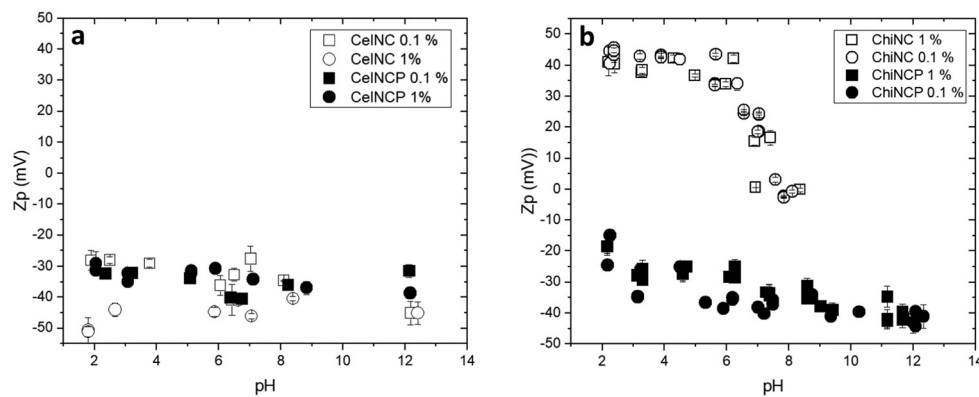 a
CelNC 0.1 %
CelNC 1%
CelNCP 0.1 %
CelNCP 1%
50
40
30
20
10
0
-10
-20
-30
-40
-50
Zp (mV)
2
4
6
8
10
12
14
pH
b
ChiNC 1 %
ChiNC 0.1 %
ChiNCP 1 %
ChiNCP 0.1 %
50
40
30
20
10
0
-10
-20
-30
-40
-50
Zp (mV))
0
2
4
6
8
10
12
14
pH